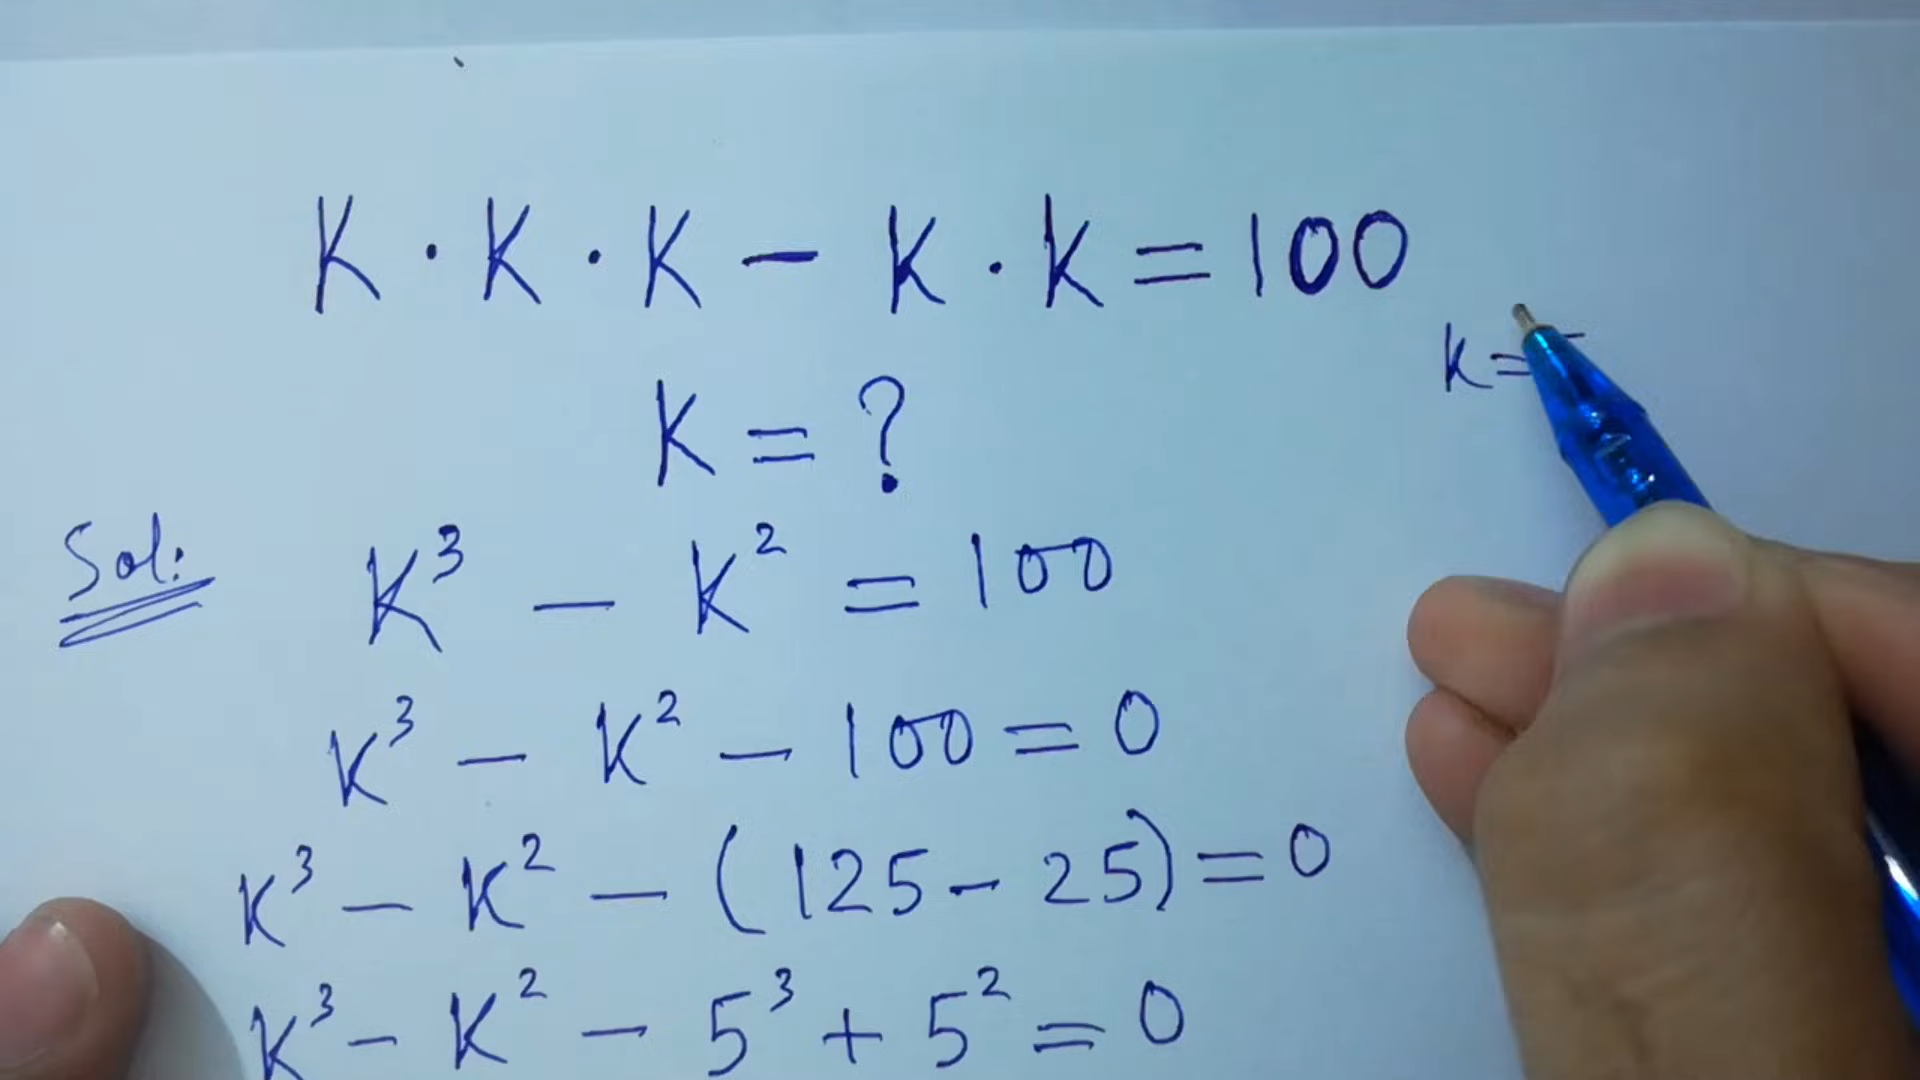 K · K · K - K · K = 100
K =
K = ?
Sol:
K³ - K² = 100
K³ - K² - 100 = 0
K³ - K² - (125 - 25) = 0
K³ - K² - 5³ + 5² = 0